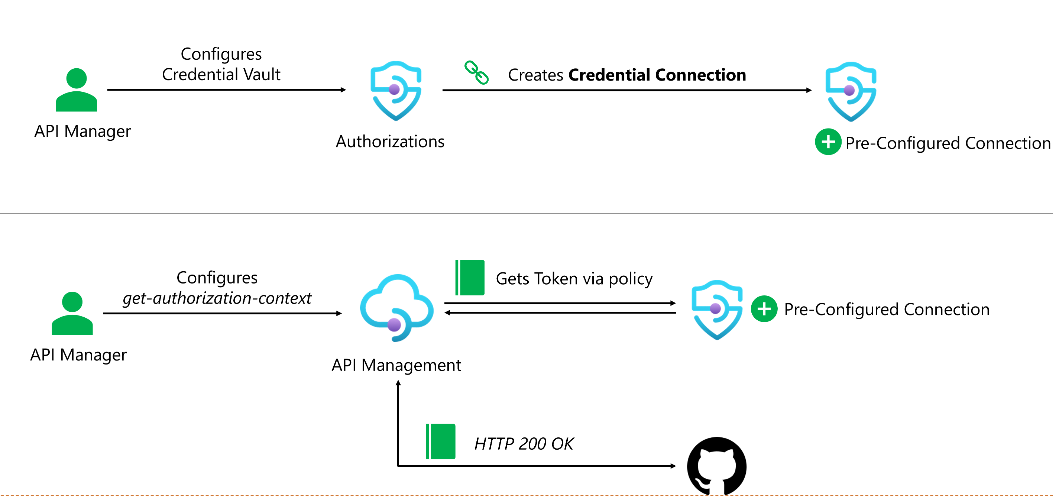 Configures
Credential Vault
Creates Credential Connection
API Manager
Authorizations
Pre-Configured Connection
Configures
get-authorization-context
Gets Token via policy
Pre-Configured Connection
API Manager
API Management
HTTP 200 OK